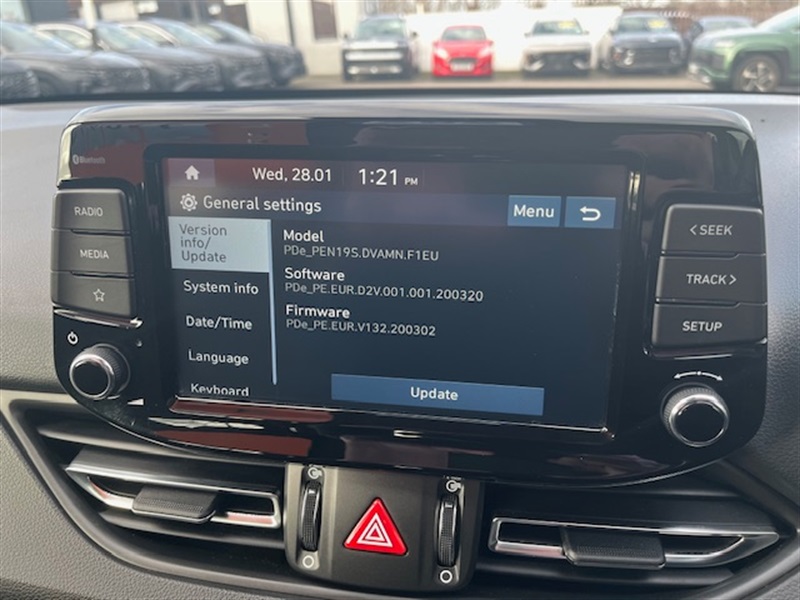 Bluetooth
Wed, 28.01 1:21 PM
General settings
Menu
Version info/ Update
System info
Date/Time
Language
Keyboard
Model
PDe_PEN19S.DVAMN.F1EU
Software
PDe_PE.EUR.D2V.001.001.200320
Firmware
PDe_PE.EUR.V132.200302
Update
RADIO
MEDIA
< SEEK
TRACK >
SETUP